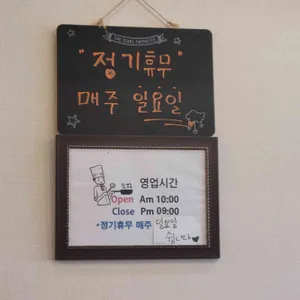 "정기휴무"
매주 일요일
영업시간
Open Am 10:00
Close Pm 09:00
*정기휴무 매주 일요일
쉽니다♥